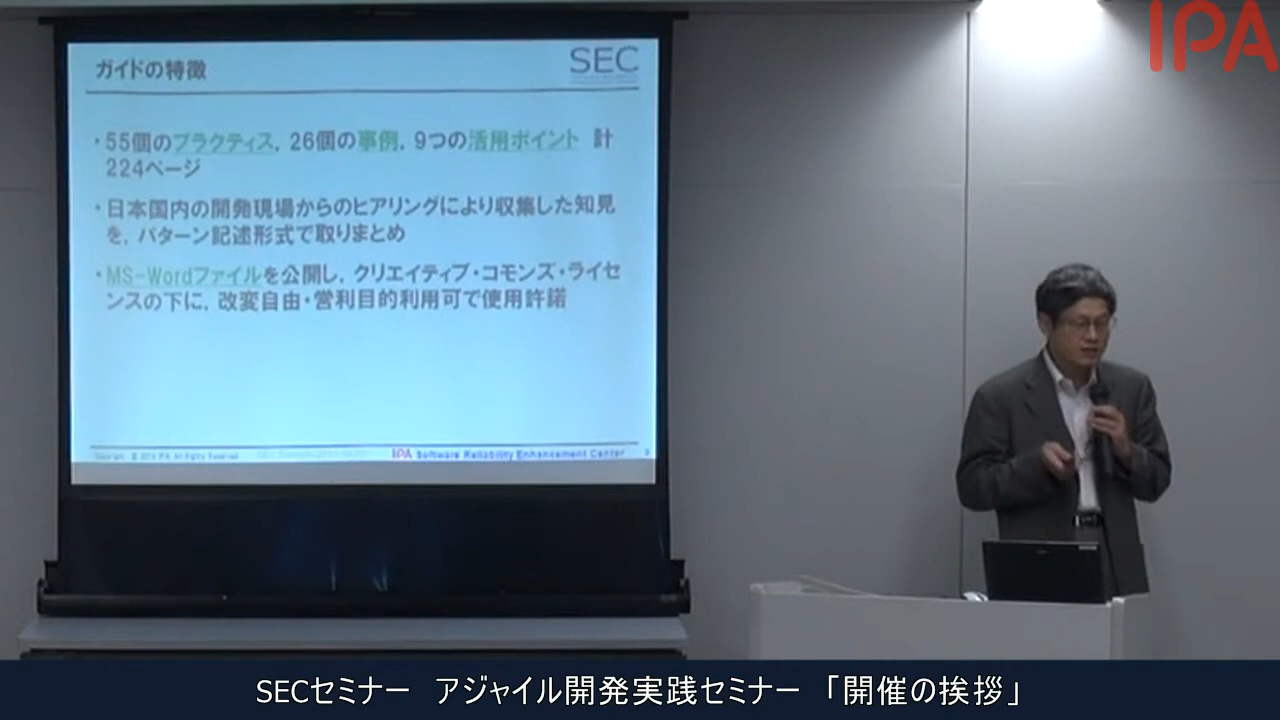 IPA
ガイドの特徴
SEC
・55個のプラクティス，26個の事例，9つの活用ポイント 計
224ページ
・日本国内の開発現場からのヒアリングにより収集した知見
を，パターン記述形式で取りまとめ
・MS-Wordファイルを公開し，クリエイティブ・コモンズ・ライセ
ンスの下に，改変自由・営利目的利用可で使用許諾
IPA Software Reliability Enhancement Center
SECセミナー アジャイル開発実践セミナー 「開催の挨拶」